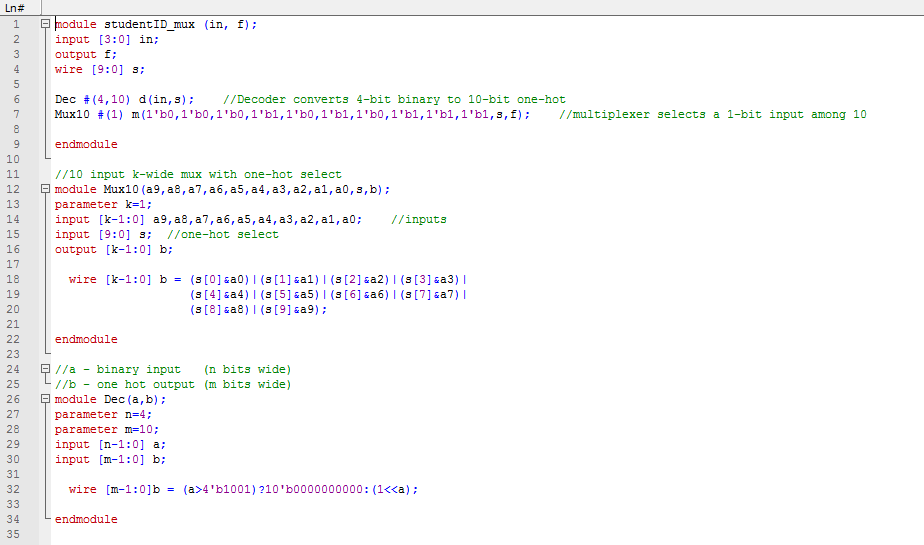 Ln#
1 module studentID_mux (in, f);
2 input [3:0] in;
3 output f;
4 wire [9:0] s;
5
6 Dec #(4,10) d(in,s);    //Decoder converts 4-bit binary to 10-bit one-hot
7 Mux10 #(1) m(1'b0,1'b0,1'b0,1'b1,1'b0,1'b1,1'b0,1'b1,1'b1,1'b1,s,f);    //multiplexer selects a 1-bit input among 10
8
9 endmodule
10
11 //10 input k-wide mux with one-hot select
12 module Mux10(a9,a8,a7,a6,a5,a4,a3,a2,a1,a0,s,b);
13 parameter k=1;
14 input [k-1:0] a9,a8,a7,a6,a5,a4,a3,a2,a1,a0;    //inputs
15 input [9:0] s;  //one-hot select
16 output [k-1:0] b;
17
18   wire [k-1:0] b = (s[0]&a0)|(s[1]&a1)|(s[2]&a2)|(s[3]&a3)|
19                    (s[4]&a4)|(s[5]&a5)|(s[6]&a6)|(s[7]&a7)|
20                    (s[8]&a8)|(s[9]&a9);
21
22 endmodule
23
24 //a - binary input   (n bits wide)
25 //b - one hot output (m bits wide)
26 module Dec(a,b);
27 parameter n=4;
28 parameter m=10;
29 input [n-1:0] a;
30 input [m-1:0] b;
31
32   wire [m-1:0]b = (a>4'b1001)?10'b0000000000:(1<<a);
33
34 endmodule
35